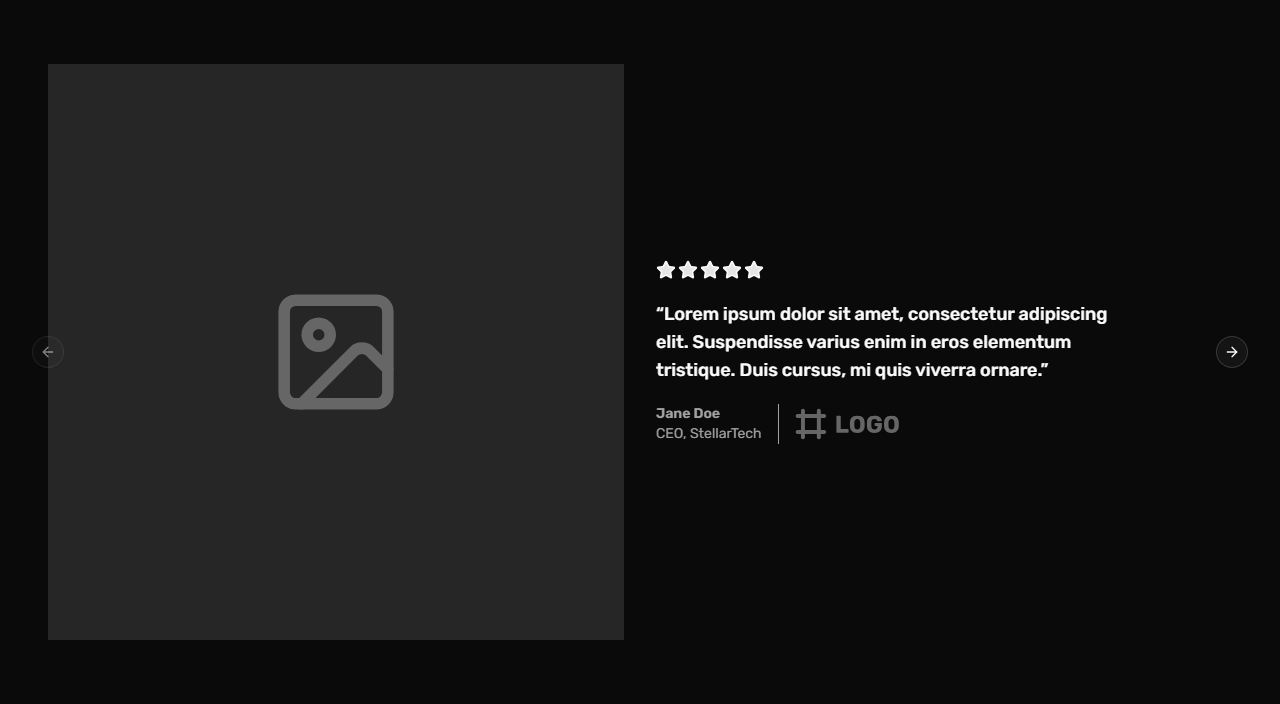 “Lorem ipsum dolor sit amet, consectetur adipiscing
elit. Suspendisse varius enim in eros elementum
tristique. Duis cursus, mi quis viverra ornare.”
Jane Doe
CEO, StellarTech
LOGO